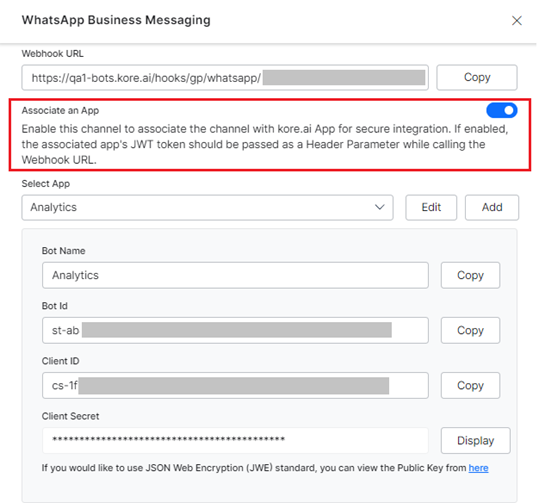 WhatsApp Business Messaging
Webhook URL
https://qa1-bots.kore.ai/hooks/gp/whatsapp/
Copy
Associate an App
Enable this channel to associate the channel with kore.ai App for secure integration. If enabled,
the associated app's JWT token should be passed as a Header Parameter while calling the
Webhook URL.
Select App
Analytics
Edit
Add
Bot Name
Analytics
Copy
Bot Id
st-ab
Copy
Client ID
cs-1f
Copy
Client Secret
********************************************
Display
If you would like to use JSON Web Encryption (JWE) standard, you can view the Public Key from here